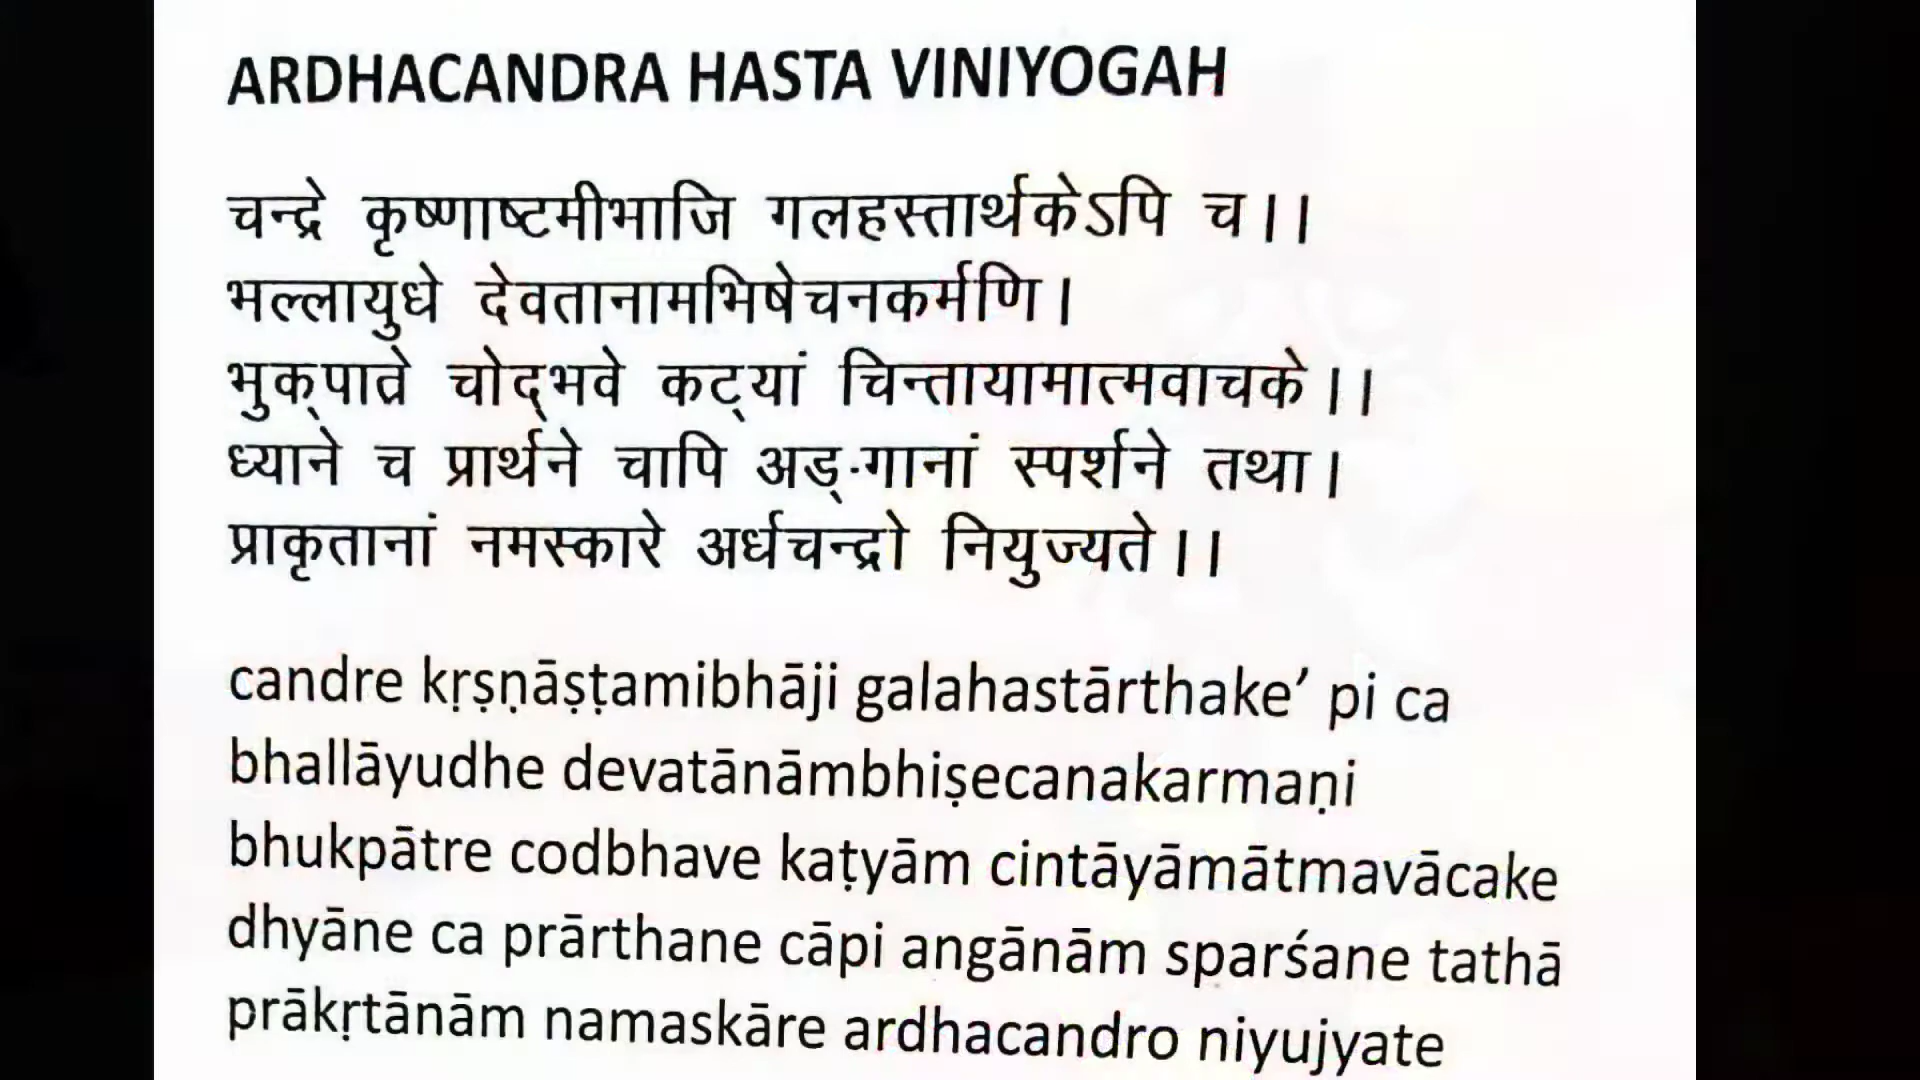 ARDHACANDRA HASTA VINIYOGAH
चन्द्रे कृष्णाष्टमीभाजि गलहस्तार्थकेऽपि च।।
भल्लायुधे देवतानामभिषेचनकर्मणि।
भुक्‌पात्रे चोद्‌भवे कट्‌यां चिन्तायामात्मवाचके।।
ध्याने च प्रार्थने चापि अड्‌-गानां स्पर्शने तथा।
प्राकृतानां नमस्कारे अर्धचन्द्रो नियुज्यते।।
candre kṛṣṇāṣṭamibhāji galahastārthake’ pi ca
bhallāyudhe devatānāmbhiṣecanakarmaṇi
bhukpātre codbhave kaṭyām cintāyāmātmavācake
dhyāne ca prārthane cāpi angānām sparśane tathā
prākṛtānām namaskāre ardhacandro niyujyate